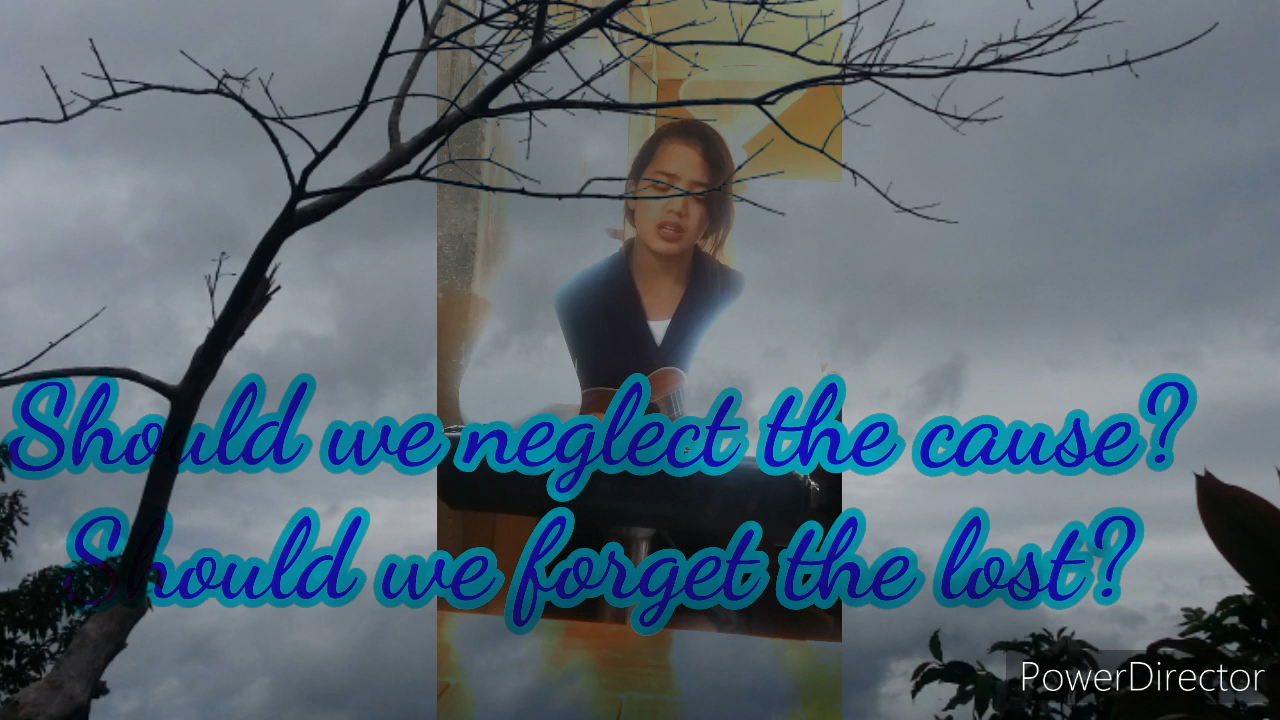 Should we neglect the cause?
Should we forget the lost?
PowerDirector